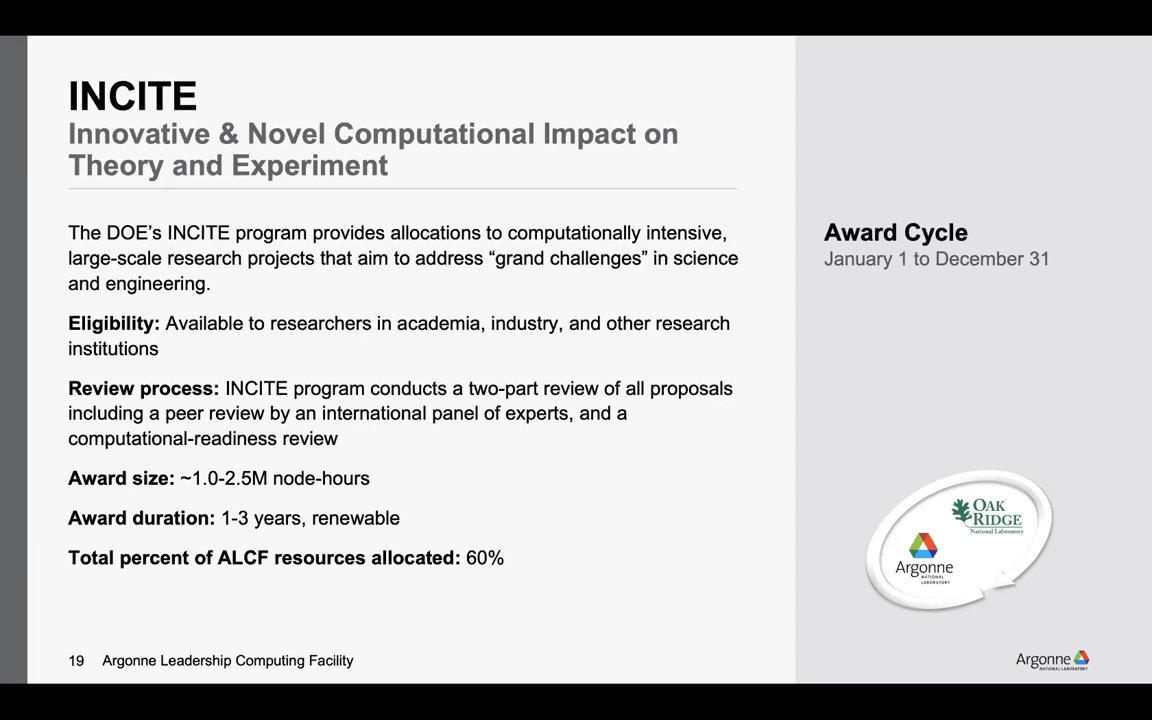 INCITE
Innovative & Novel Computational Impact on
Theory and Experiment
The DOE’s INCITE program provides allocations to computationally intensive,
large-scale research projects that aim to address “grand challenges” in science
and engineering.
Eligibility: Available to researchers in academia, industry, and other research
institutions
Review process: INCITE program conducts a two-part review of all proposals
including a peer review by an international panel of experts, and a
computational-readiness review
Award size: ~1.0-2.5M node-hours
Award duration: 1-3 years, renewable
Total percent of ALCF resources allocated: 60%
Award Cycle
January 1 to December 31
OAK
RIDGE
National Laboratory
Argonne
NATIONAL
LABORATORY
19 Argonne Leadership Computing Facility
Argonne
NATIONAL LABORATORY